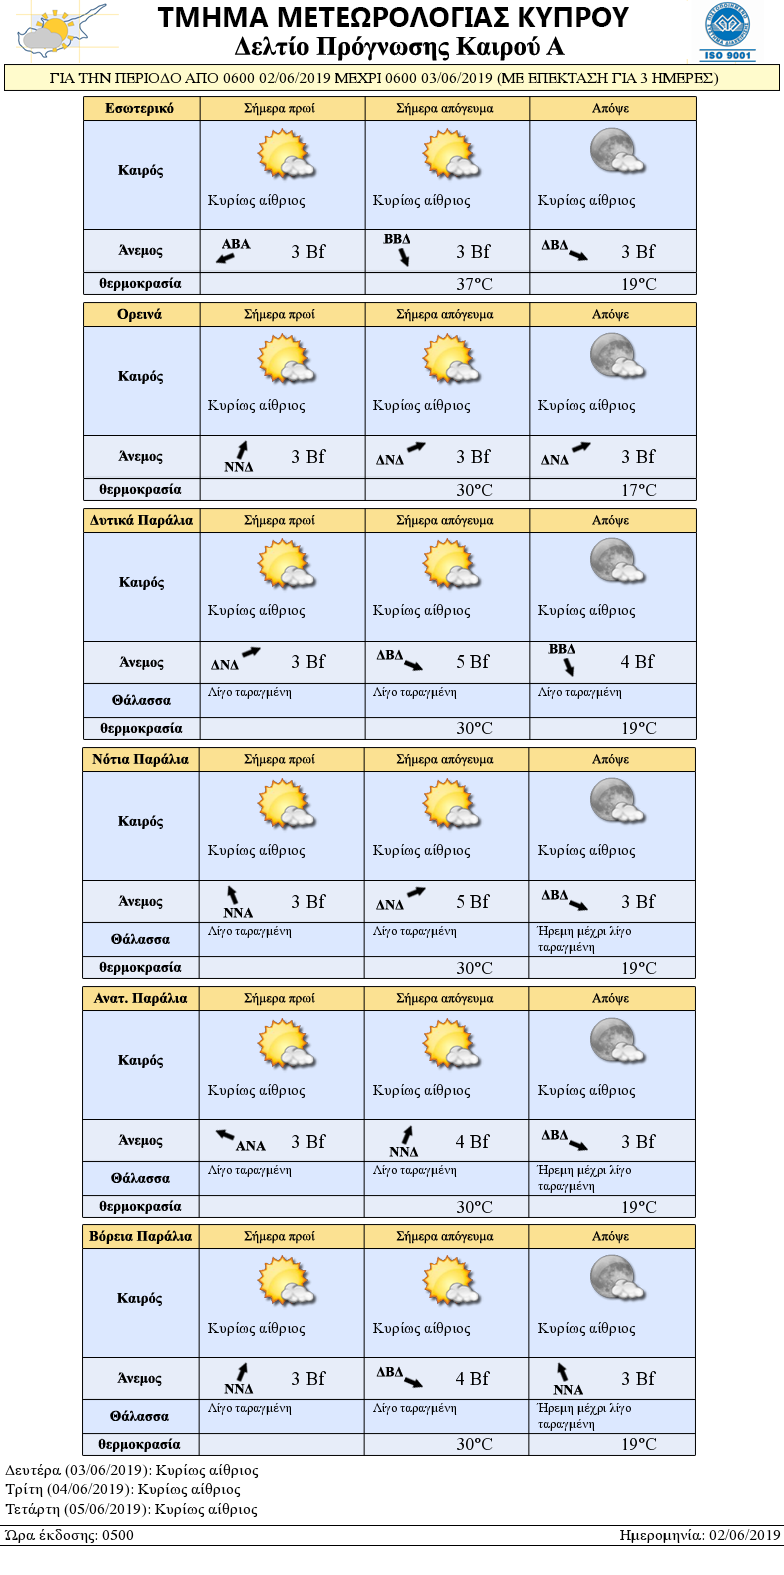 ΤΜΗΜΑ ΜΕΤΕΩΡΟΛΟΓΙΑΣ ΚΥΠΡΟΥ
Δελτίο Πρόγνωσης Καιρού Α
ISO 9001
ΓΙΑ ΤΗΝ ΠΕΡΙΟΔΟ ΑΠΟ 0600 02/06/2019 ΜΕΧΡΙ 0600 03/06/2019 (ΜΕ ΕΠΕΚΤΑΣΗ ΓΙΑ 3 ΗΜΕΡΕΣ)
Εσωτερικό Σήμερα πρωί Σήμερα απόγευμα Απόψε
Καιρός
Κυρίως αίθριος Κυρίως αίθριος Κυρίως αίθριος
Άνεμος ΑΒΑ 3 Bf ΒΒΔ 3 Bf ΔΒΔ 3 Bf
θερμοκρασία 37°C 19°C
Ορεινά Σήμερα πρωί Σήμερα απόγευμα Απόψε
Καιρός
Κυρίως αίθριος Κυρίως αίθριος Κυρίως αίθριος
Άνεμος ΝΝΔ 3 Bf ΔΝΔ 3 Bf ΔΝΔ 3 Bf
θερμοκρασία 30°C 17°C
Δυτικά Παράλια Σήμερα πρωί Σήμερα απόγευμα Απόψε
Καιρός
Κυρίως αίθριος Κυρίως αίθριος Κυρίως αίθριος
Άνεμος ΔΝΔ 3 Bf ΔΒΔ 5 Bf ΒΒΔ 4 Bf
Θάλασσα Λίγο ταραγμένη Λίγο ταραγμένη Λίγο ταραγμένη
θερμοκρασία 30°C 19°C
Νότια Παράλια Σήμερα πρωί Σήμερα απόγευμα Απόψε
Καιρός
Κυρίως αίθριος Κυρίως αίθριος Κυρίως αίθριος
Άνεμος ΝΝΑ 3 Bf ΔΝΔ 5 Bf ΔΒΔ 3 Bf
Θάλασσα Λίγο ταραγμένη Λίγο ταραγμένη Ήρεμη μέχρι λίγο
ταραγμένη
θερμοκρασία 30°C 19°C
Ανατ. Παράλια Σήμερα πρωί Σήμερα απόγευμα Απόψε
Καιρός
Κυρίως αίθριος Κυρίως αίθριος Κυρίως αίθριος
Άνεμος ΑΝΑ 3 Bf ΝΝΔ 4 Bf ΔΒΔ 3 Bf
Θάλασσα Λίγο ταραγμένη Λίγο ταραγμένη Ήρεμη μέχρι λίγο
ταραγμένη
θερμοκρασία 30°C 19°C
Βόρεια Παράλια Σήμερα πρωί Σήμερα απόγευμα Απόψε
Καιρός
Κυρίως αίθριος Κυρίως αίθριος Κυρίως αίθριος
Άνεμος ΝΝΔ 3 Bf ΔΒΔ 4 Bf ΝΝΑ 3 Bf
Θάλασσα Λίγο ταραγμένη Λίγο ταραγμένη Ήρεμη μέχρι λίγο
ταραγμένη
θερμοκρασία 30°C 19°C
Δευτέρα (03/06/2019): Κυρίως αίθριος
Τρίτη (04/06/2019): Κυρίως αίθριος
Τετάρτη (05/06/2019): Κυρίως αίθριος
Ώρα έκδοσης: 0500 Ημερομηνία: 02/06/2019